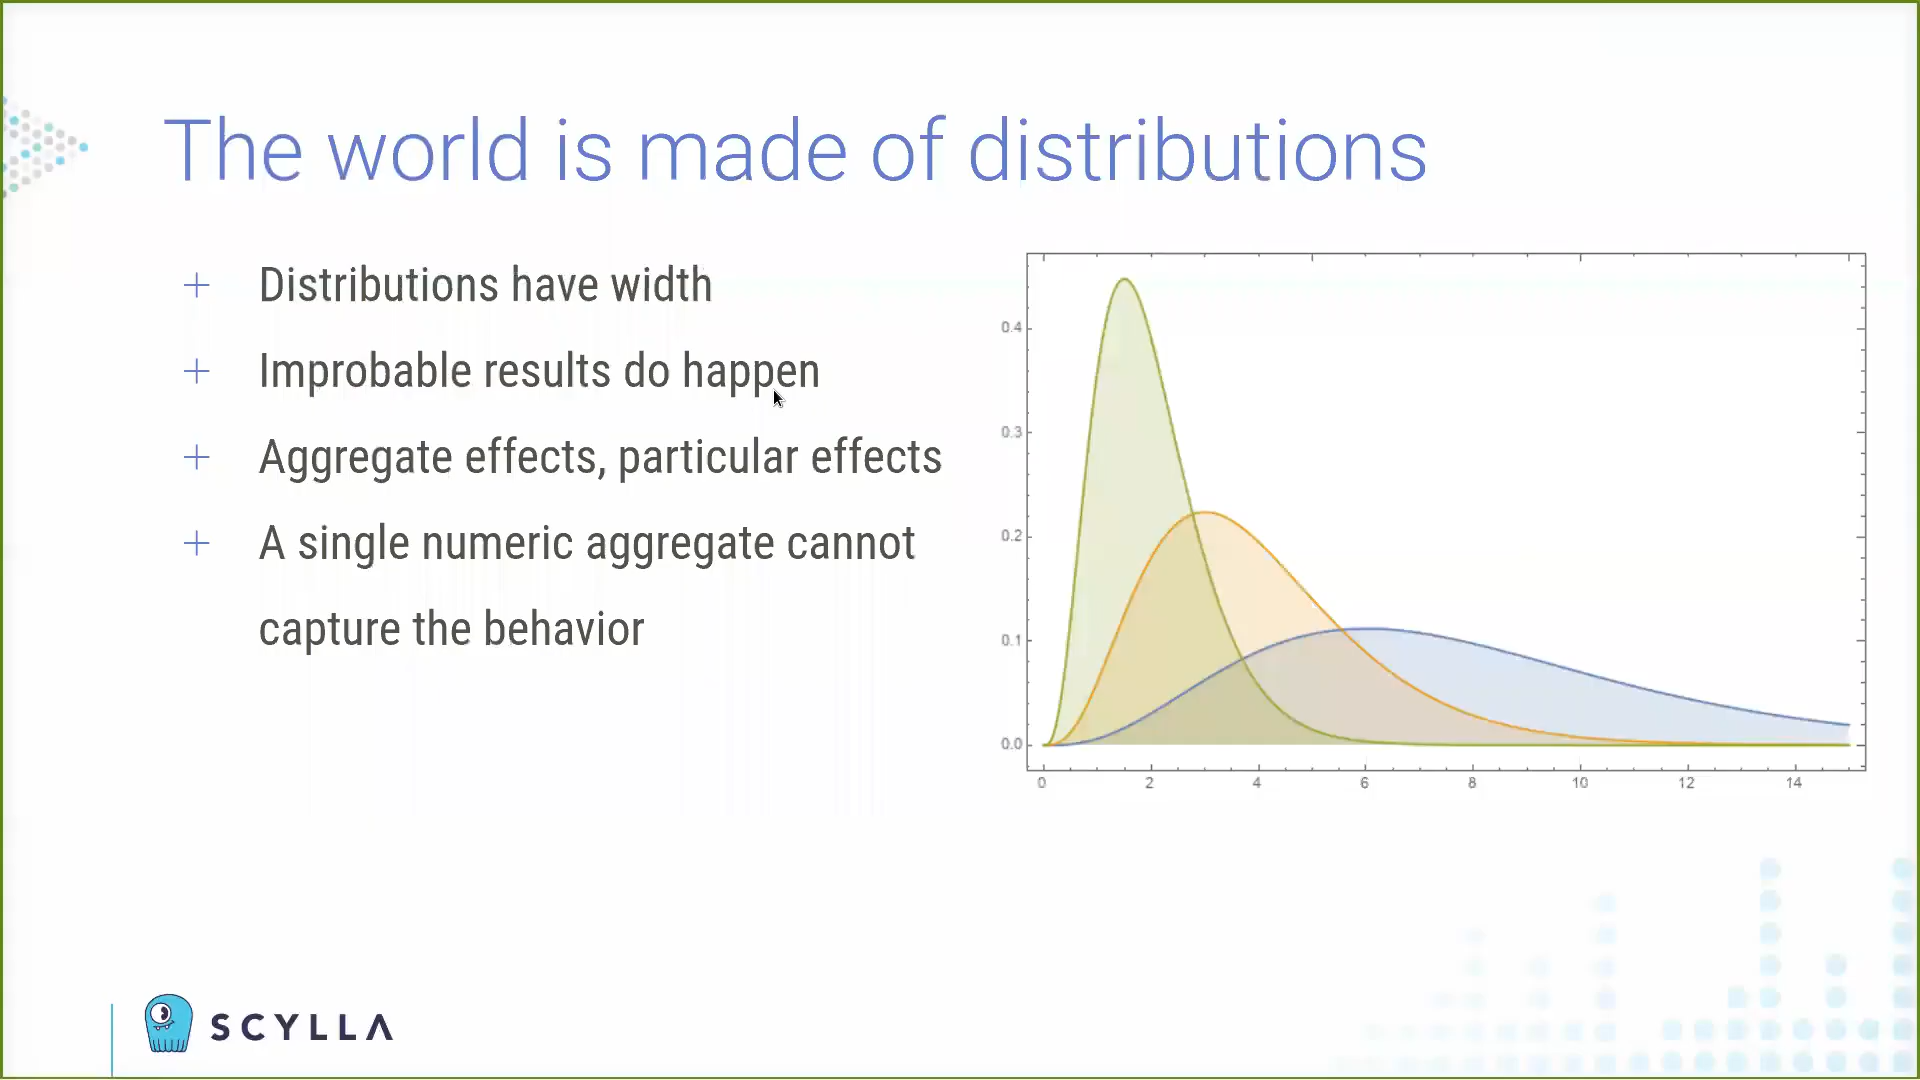 The world is made of distributions
+ Distributions have width
+ Improbable results do happen
+ Aggregate effects, particular effects
+ A single numeric aggregate cannot
capture the behavior
0.4
0.3
0.2
0.1
0.0
0 2 4 6 8 10 12 14
SCYLLA